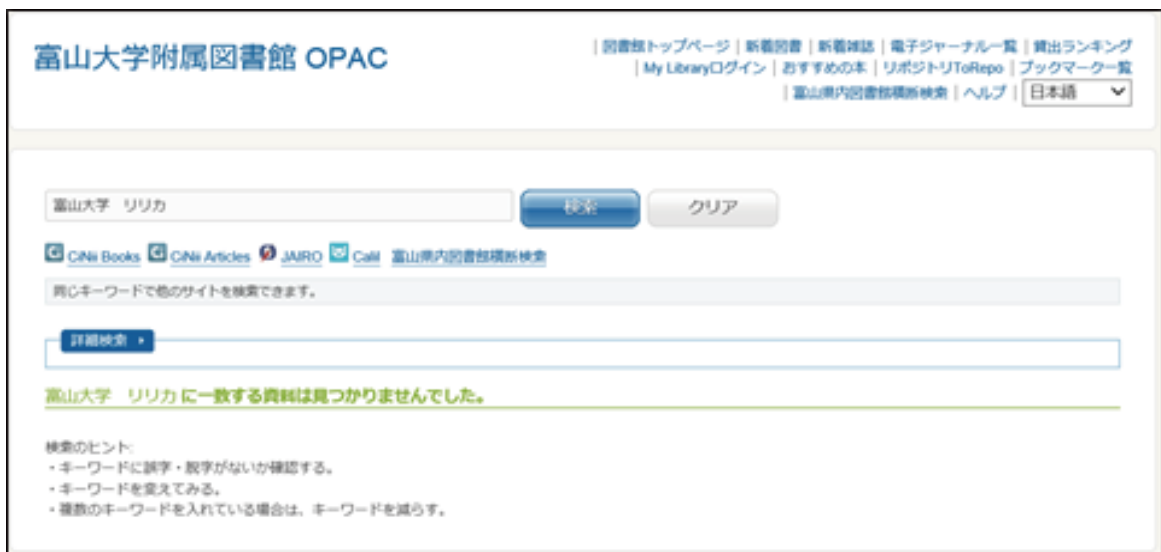 富山大学附属図書館 OPAC
| 図書館トップページ | 新着図書 | 新着雑誌 | 電子ジャーナル一覧 | 貸出ランキング
| My Libraryログイン | おすすめの本 | リポジトリToRepo | ブックマーク一覧
| 富山県内図書館横断検索 | ヘルプ | 日本語
富山大学　リリカ 検索 クリア
CiNii Books CiNii Articles JAIRO Calil 富山県内図書館横断検索
同じキーワードで他のサイトを検索できます。
詳細検索
富山大学　リリカ に一致する資料は見つかりませんでした。
検索のヒント:
・キーワードに誤字・脱字がないか確認する。
・キーワードを変えてみる。
・複数のキーワードを入れている場合は、キーワードを減らす。